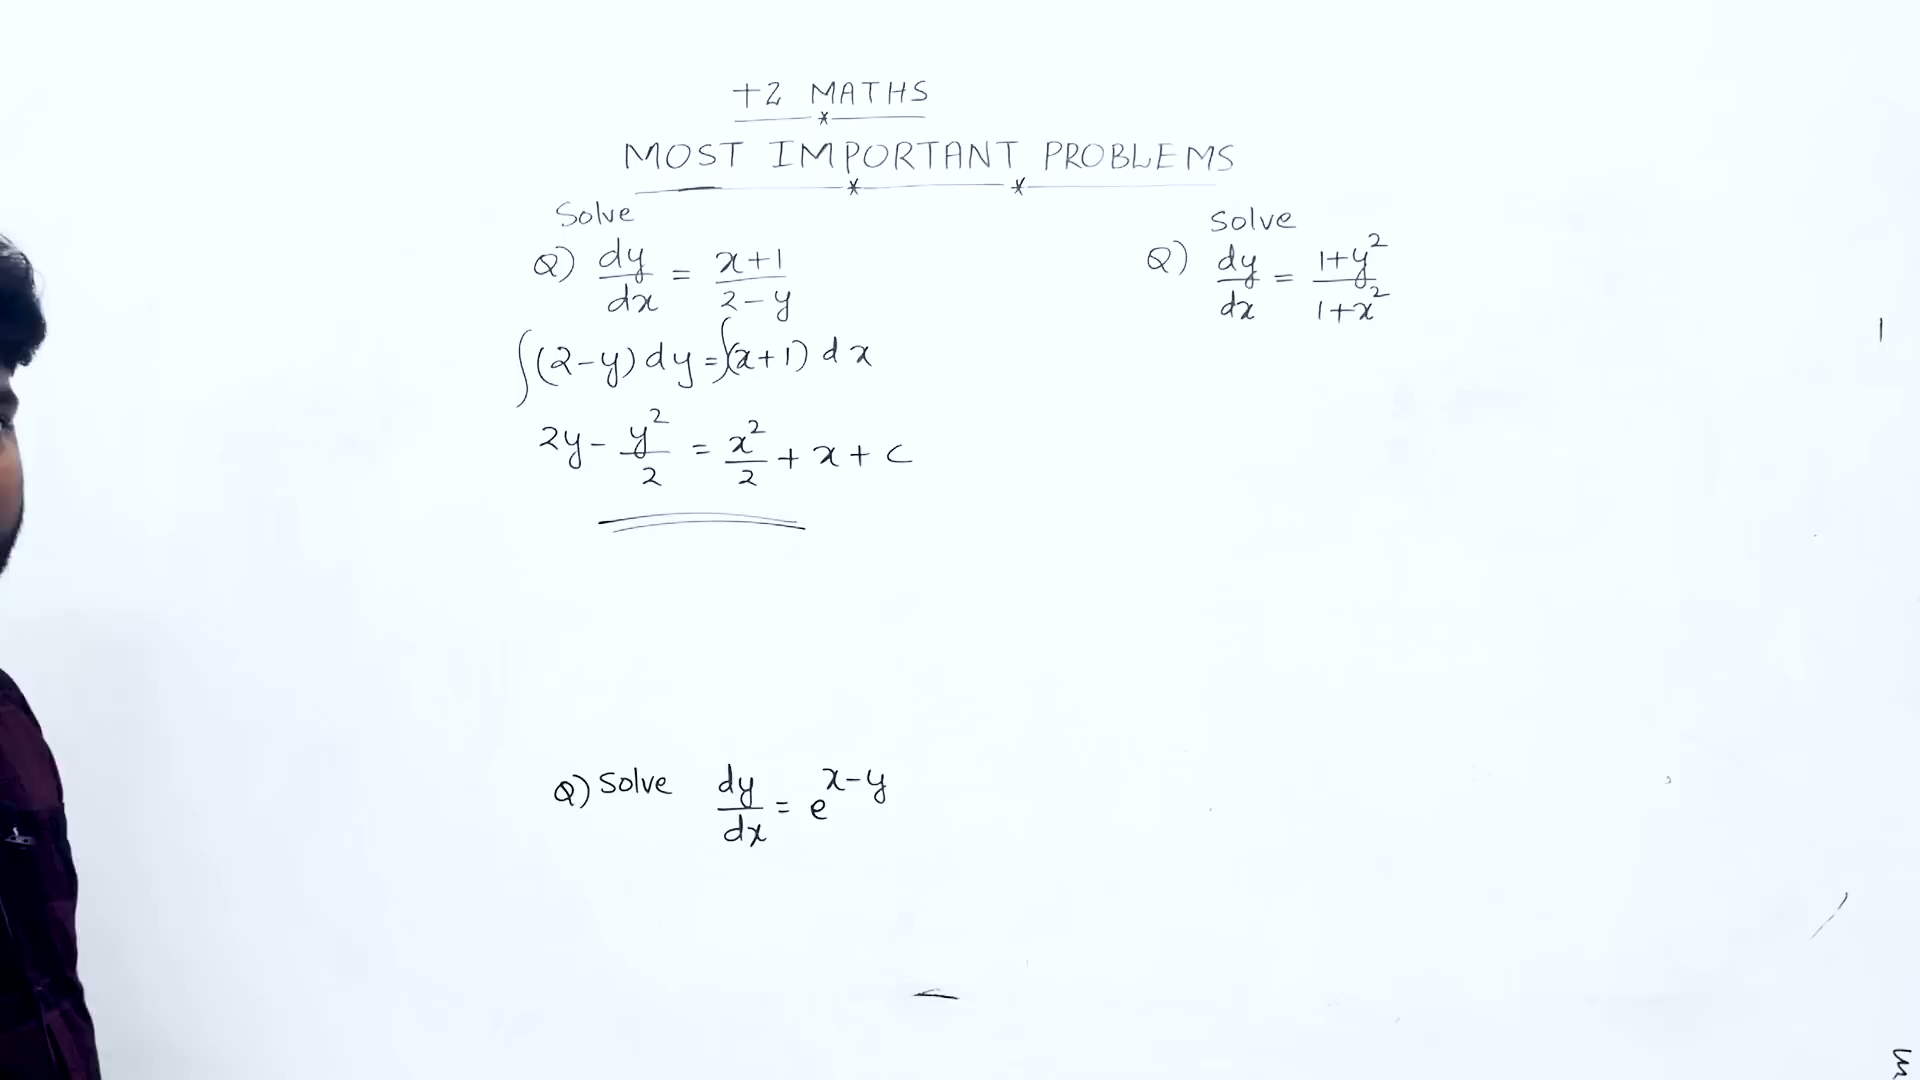 +2 MATHS
MOST IMPORTANT PROBLEMS
Solve
Q) dy/dx = x+1/2-y
∫(2-y) dy = ∫(x+1) dx
2y - y²/2 = x²/2 + x + c
Solve
Q) dy/dx = 1+y²/1+x²
Q) Solve dy/dx = e^x-y